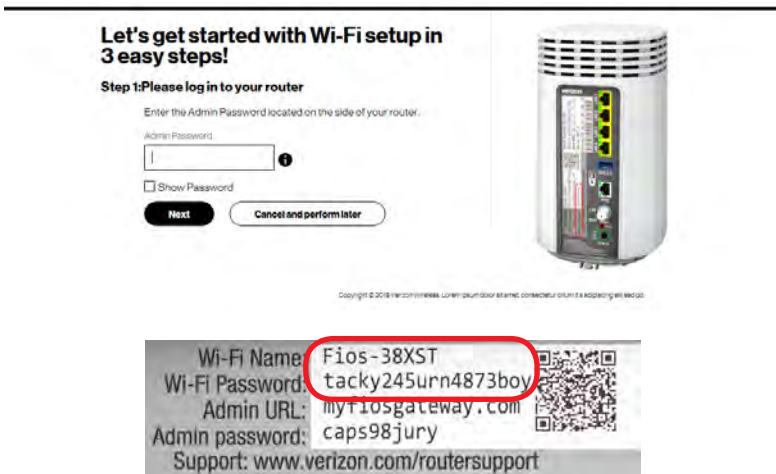 Let's get started with Wi-Fi setup in
3 easy steps!
Step 1:Please log in to your router
Enter the Admin Password located on the side of your router.
Admin Password
Show Password
Next
Cancel and perform later
verizon
Wi-Fi Name: Fios-38XST
Wi-Fi Password: tacky245urn4873boy
Admin URL: myfiosgateway.com
Admin password: caps98jury
Support: www.verizon.com/routersupport